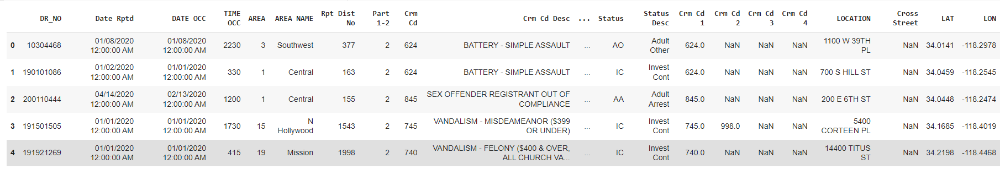 DR_NO Date Rptd DATE OCC TIME OCC AREA AREA NAME Rpt Dist No Part 1-2 Crm Cd Crm Cd Desc ... Status Status Desc Crm Cd 1 Crm Cd 2 Crm Cd 3 Crm Cd 4 LOCATION Cross Street LAT LON
0 10304468 01/08/2020 12:00:00 AM 01/08/2020 12:00:00 AM 2230 3 Southwest 377 2 624 BATTERY - SIMPLE ASSAULT ... AO Adult Other 624.0 NaN NaN NaN 1100 W 39TH PL NaN 34.0141 -118.2978
1 190101086 01/02/2020 12:00:00 AM 01/01/2020 12:00:00 AM 330 1 Central 163 2 624 BATTERY - SIMPLE ASSAULT ... IC Invest Cont 624.0 NaN NaN NaN 700 S HILL ST NaN 34.0459 -118.2545
2 200110444 04/14/2020 12:00:00 AM 02/13/2020 12:00:00 AM 1200 1 Central 155 2 845 SEX OFFENDER REGISTRANT OUT OF COMPLIANCE ... AA Adult Arrest 845.0 NaN NaN NaN 200 E 6TH ST NaN 34.0448 -118.2474
3 191501505 01/01/2020 12:00:00 AM 01/01/2020 12:00:00 AM 1730 15 N Hollywood 1543 2 745 VANDALISM - MISDEAMEANOR ($399 OR UNDER) ... IC Invest Cont 745.0 998.0 NaN NaN 5400 CORTEEN PL NaN 34.1685 -118.4019
4 191921269 01/01/2020 12:00:00 AM 01/01/2020 12:00:00 AM 415 19 Mission 1998 2 740 VANDALISM - FELONY ($400 & OVER, ALL CHURCH VA... ... IC Invest Cont 740.0 NaN NaN NaN 14400 TITUS ST NaN 34.2198 -118.4468